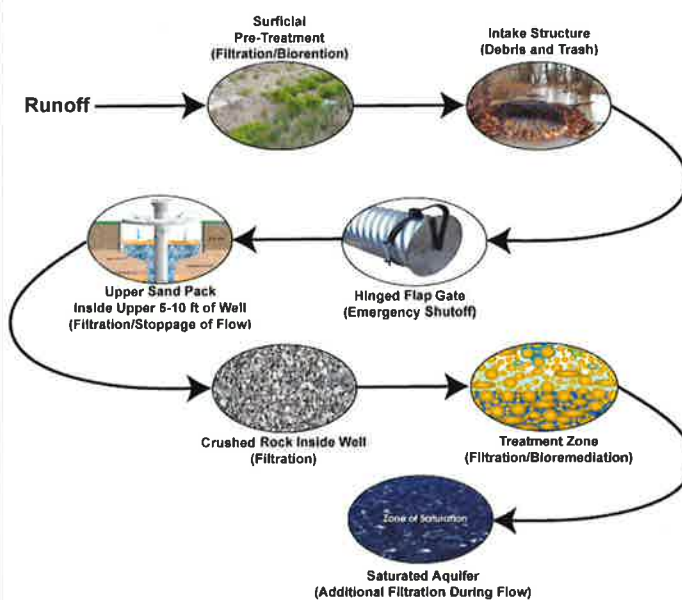 Surficial
Pre-Treatment
(Filtration/Biorention)
Intake Structure
(Debris and Trash)
Runoff
Upper Sand Pack
Inside Upper 5-10 ft of Well
(Filtration/Stoppage of Flow)
Hinged Flap Gate
(Emergency Shutoff)
Crushed Rock Inside Well
(Filtration)
Treatment Zone
(Filtration/Bioremediation)
Zone of Saturation
Saturated Aquifer
(Additional Filtration During Flow)